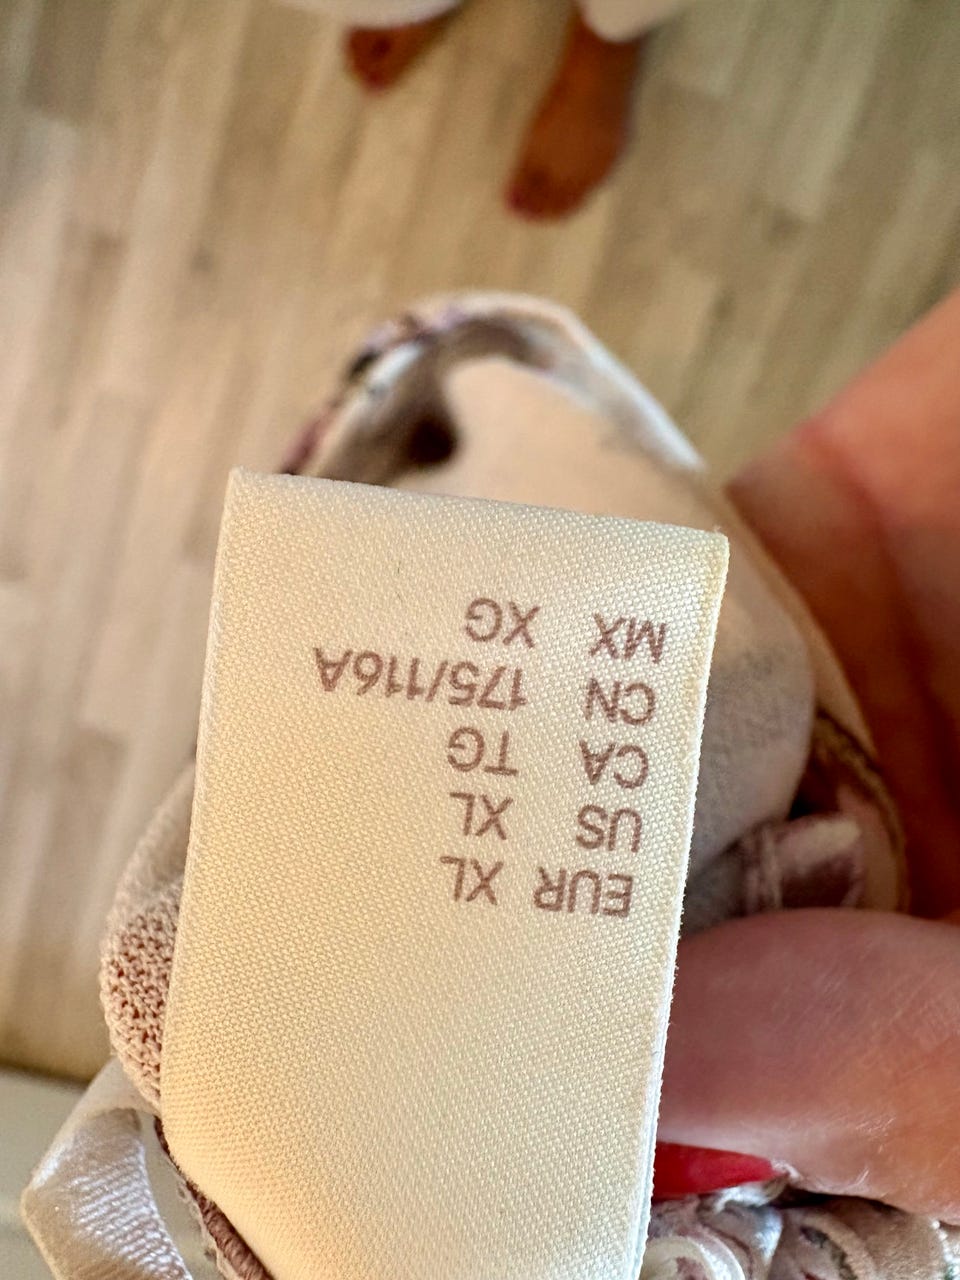 EUR XL
US XL
CA TG
CN 175/116A
MX XG